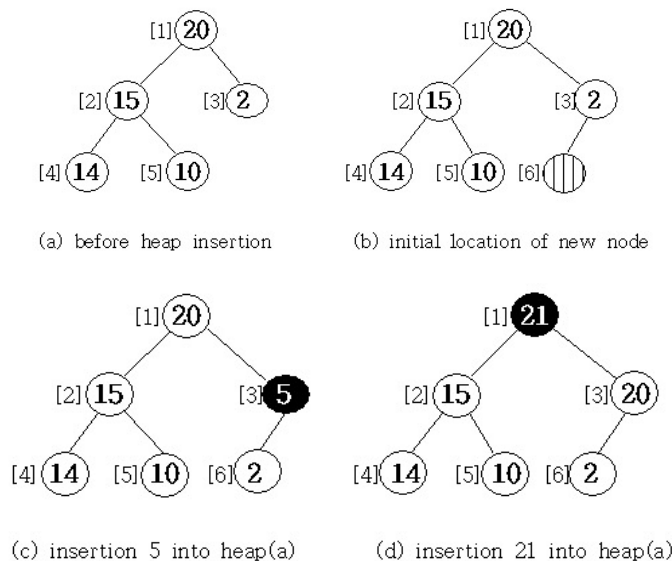 [1] 20 [1] 20
[2] 15 [3] 2 [2] 15 [3] 2
[4] 14 [5] 10 [4] 14 [5] 10 [6]
(a) before heap insertion (b) initial location of new node
[1] 20 [1] 21
[2] 15 [3] 5 [2] 15 [3] 20
[4] 14 [5] 10 [6] 2 [4] 14 [5] 10 [6] 2
(c) insertion 5 into heap(a) (d) insertion 21 into heap(a)